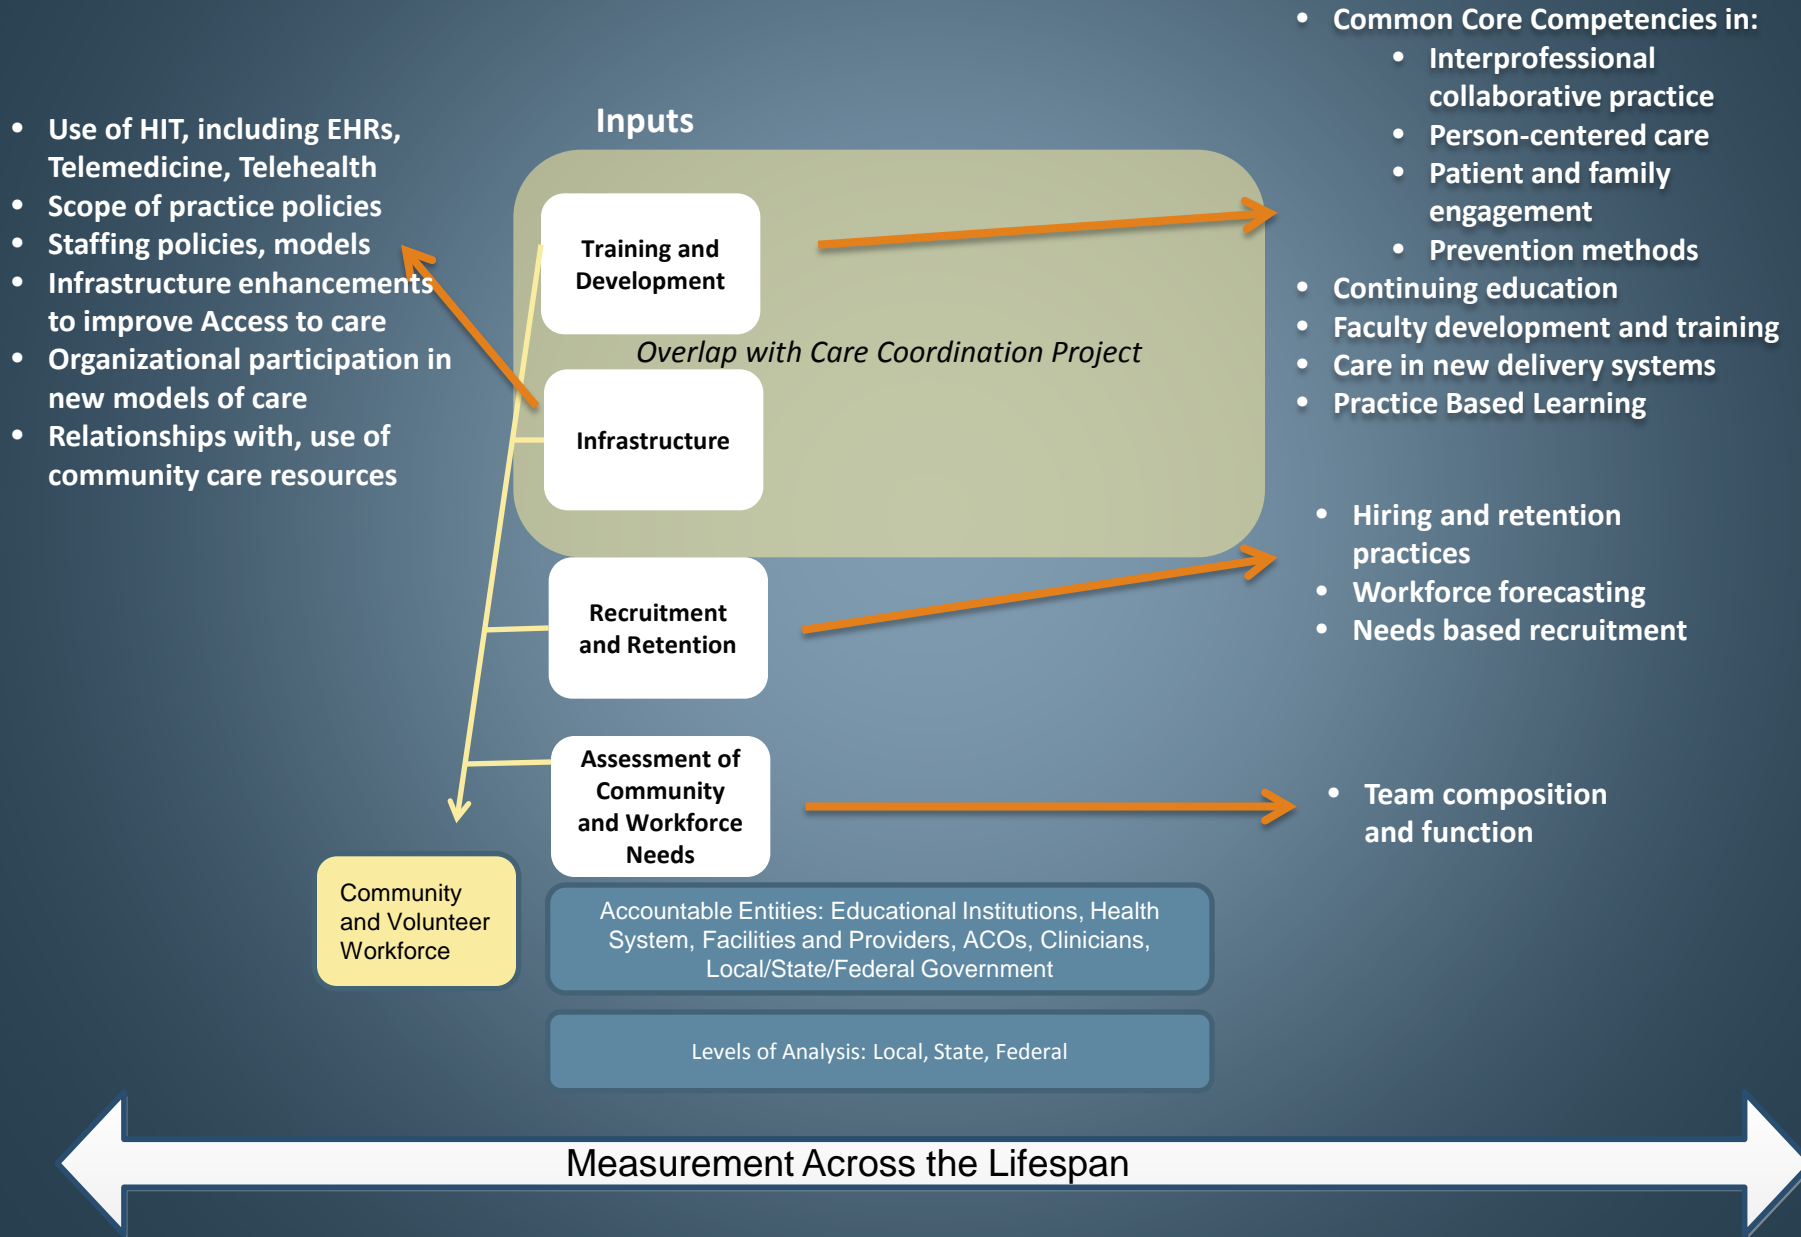 • Use of HIT, including EHRs,
Telemedicine, Telehealth
• Scope of practice policies
• Staffing policies, models
• Infrastructure enhancements
to improve Access to care
• Organizational participation in
new models of care
• Relationships with, use of
community care resources
Inputs
Training and
Development
Overlap with Care Coordination Project
Infrastructure
Recruitment
and Retention
Assessment of
Community
and Workforce
Needs
• Common Core Competencies in:
• Interprofessional
collaborative practice
• Person-centered care
• Patient and family
engagement
• Prevention methods
• Continuing education
• Faculty development and training
• Care in new delivery systems
• Practice Based Learning
• Hiring and retention
practices
• Workforce forecasting
• Needs based recruitment
• Team composition
and function
Community
and Volunteer
Workforce
Accountable Entities: Educational Institutions, Health
System, Facilities and Providers, ACOs, Clinicians,
Local/State/Federal Government
Levels of Analysis: Local, State, Federal
Measurement Across the Lifespan